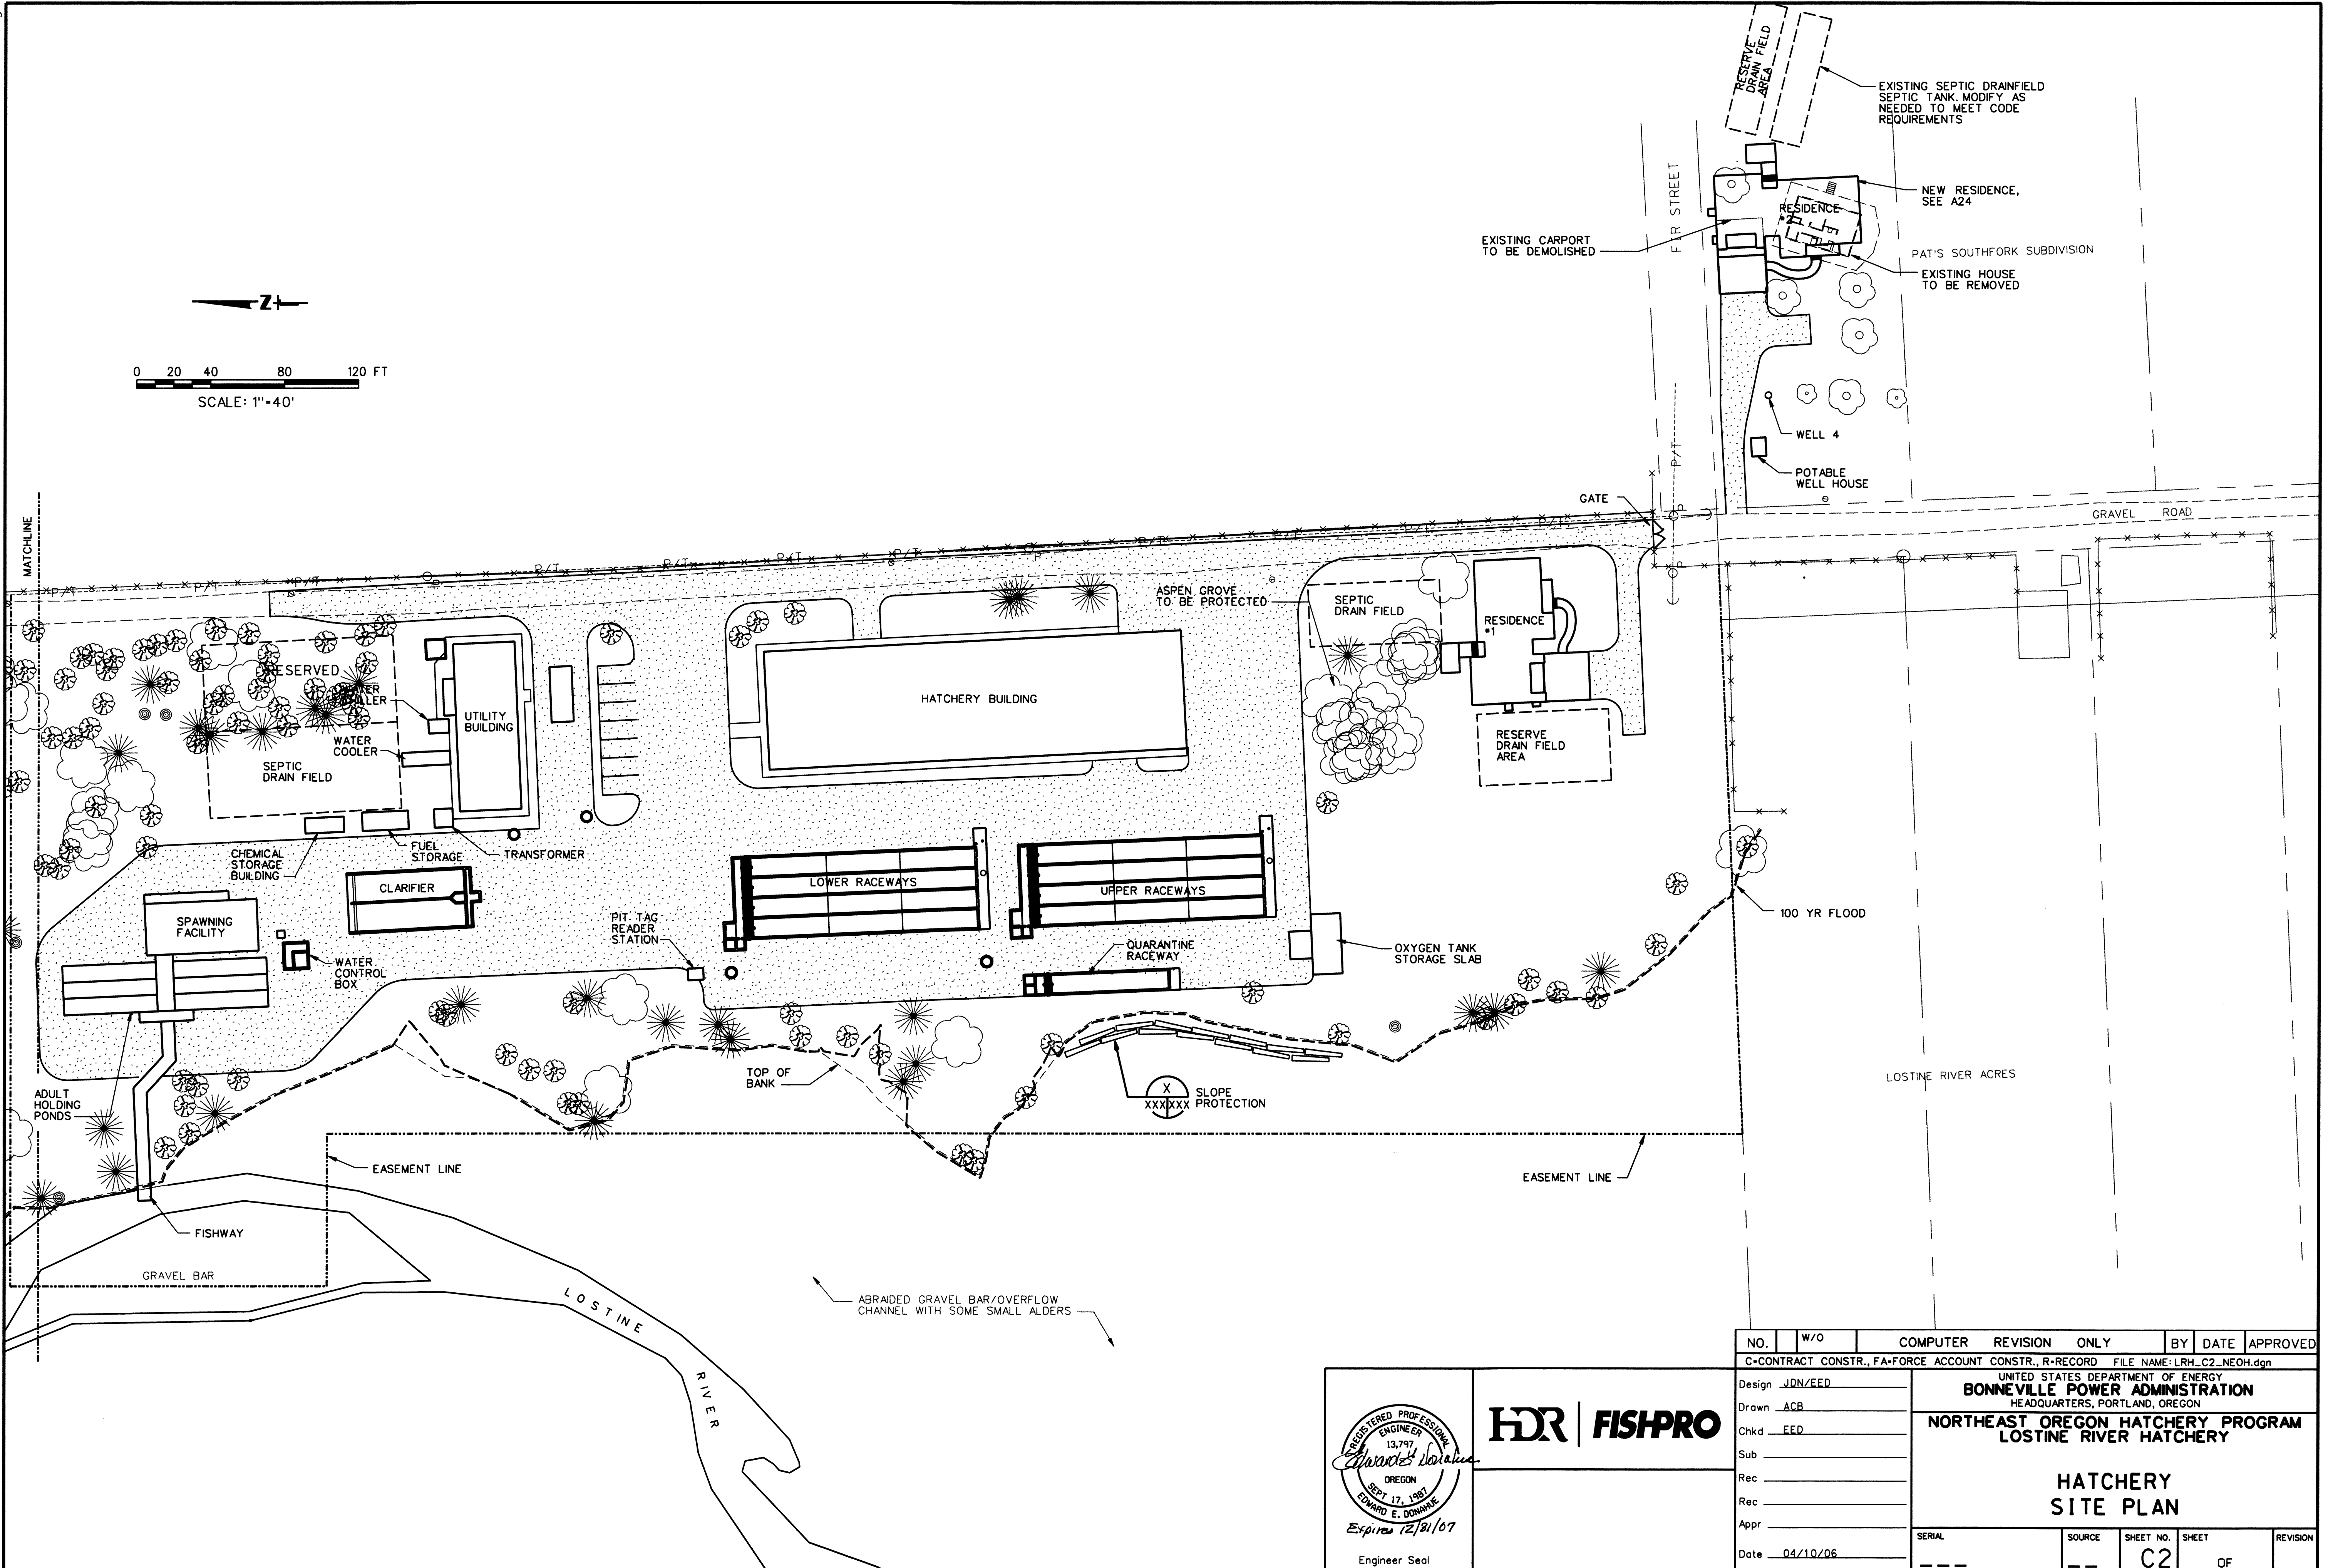 RESERVE
DRAIN FIELD
AREA
EXISTING SEPTIC DRAINFIELD
SEPTIC TANK. MODIFY AS
NEEDED TO MEET CODE
REQUIREMENTS
FIR STREET
NEW RESIDENCE,
SEE A24
RESIDENCE
EXISTING CARPORT
TO BE DEMOLISHED
PAT'S SOUTHFORK SUBDIVISION
EXISTING HOUSE
TO BE REMOVED
Z
0 20 40 80 120 FT
SCALE: 1"=40'
WELL 4
P/T
POTABLE
WELL HOUSE
GATE
P
GRAVEL ROAD
MATCHLINE
P/T
P/T
P/T
P
P/T
P/T
P/T
P/T
P
P/T
P/T
P/T
P/T
P
ASPEN GROVE
TO BE PROTECTED
SEPTIC
DRAIN FIELD
RESIDENCE
•1
RESERVED
HATCHERY BUILDING
UTILITY
BUILDING
WATER
COOLER
RESERVE
DRAIN FIELD
AREA
SEPTIC
DRAIN FIELD
CHEMICAL
STORAGE
BUILDING
FUEL
STORAGE
TRANSFORMER
CLARIFIER
LOWER RACEWAYS
UPPER RACEWAYS
SPAWNING
FACILITY
PIT TAG
READER
STATION
100 YR FLOOD
WATER
CONTROL
BOX
QUARANTINE
RACEWAY
OXYGEN TANK
STORAGE SLAB
TOP OF
BANK
LOSTINE RIVER ACRES
ADULT
HOLDING
PONDS
X
XXX XXX
SLOPE
PROTECTION
EASEMENT LINE
EASEMENT LINE
FISHWAY
GRAVEL BAR
LOSTINE
RIVER
ABRAIDED GRAVEL BAR/OVERFLOW
CHANNEL WITH SOME SMALL ALDERS
NO. W/O COMPUTER REVISION ONLY BY DATE APPROVED
C=CONTRACT CONSTR., FA=FORCE ACCOUNT CONSTR., R=RECORD FILE NAME: LRH_C2_NEOH.dgn
Design JDN/EED
Drawn ACB
Chkd EED
Sub
Rec
Rec
Appr
Date 04/10/06
UNITED STATES DEPARTMENT OF ENERGY
BONNEVILLE POWER ADMINISTRATION
HEADQUARTERS, PORTLAND, OREGON
NORTHEAST OREGON HATCHERY PROGRAM
LOSTINE RIVER HATCHERY
HATCHERY
SITE PLAN
SERIAL SOURCE SHEET NO. SHEET REVISION
--- -- C2 OF
HDR | FISHPRO
REGISTERED PROFESSIONAL
ENGINEER
13,797
Edward E Donahue
OREGON
SEPT 17, 1987
EDWARD E. DONAHUE
Expires 12/31/07
Engineer Seal